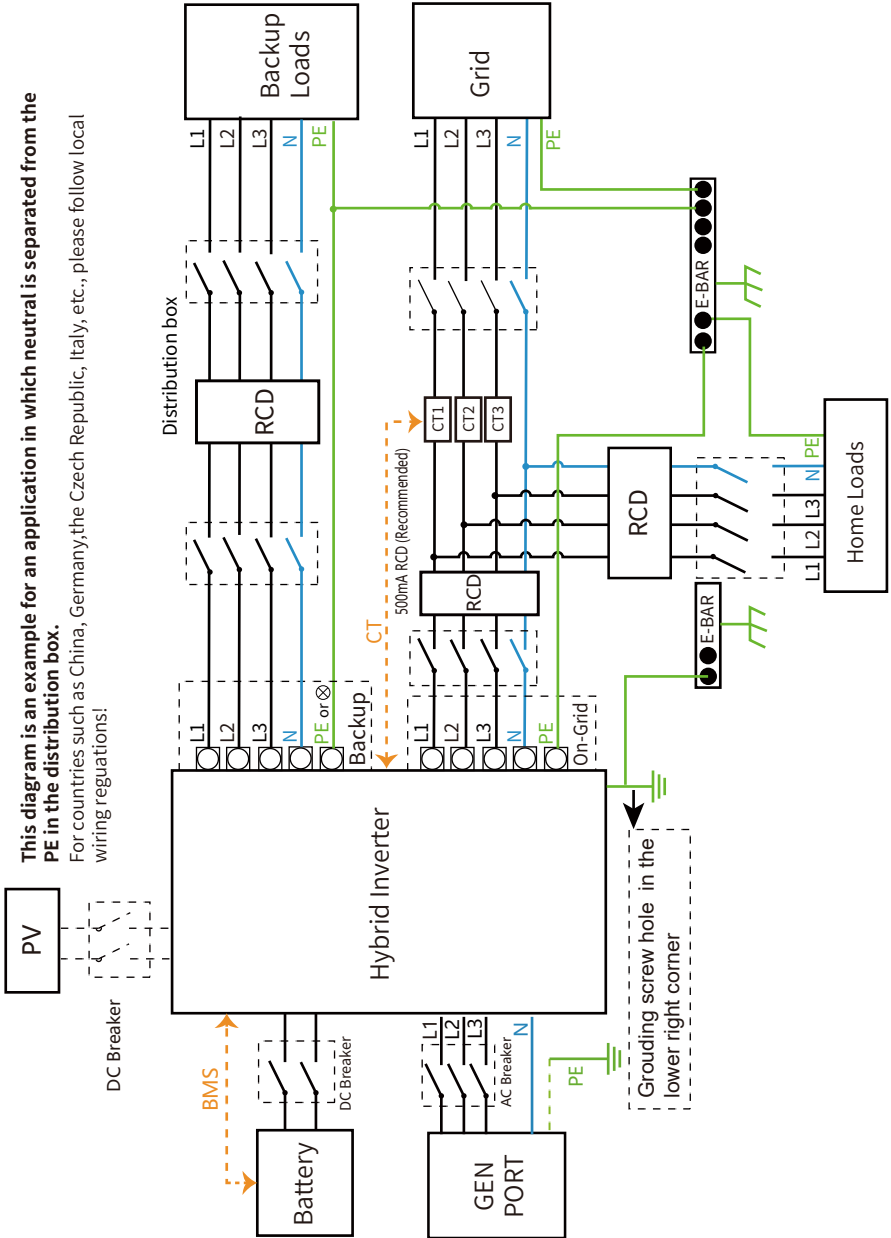 This diagram is an example for an application in which neutral is separated from the
PE in the distribution box.
For countries such as China, Germany,the Czech Republic, Italy, etc., please follow local
wiring reguations!
PV
DC Breaker
BMS
Battery
DC Breaker
GEN
PORT
AC Breaker
L1
L2
L3
N
PE
Hybrid Inverter
Grouding screw hole in the
lower right corner
Backup
L1
L2
L3
N
PE or
CT
On-Grid
L1
L2
L3
N
PE
Distribution box
RCD
L1
L2
L3
N
PE
Backup
Loads
500mA RCD (Recommended)
RCD
CT1
CT2
CT3
L1
L2
L3
N
PE
Grid
RCD
E-BAR
E-BAR
L1
L2
L3
N
PE
Home Loads